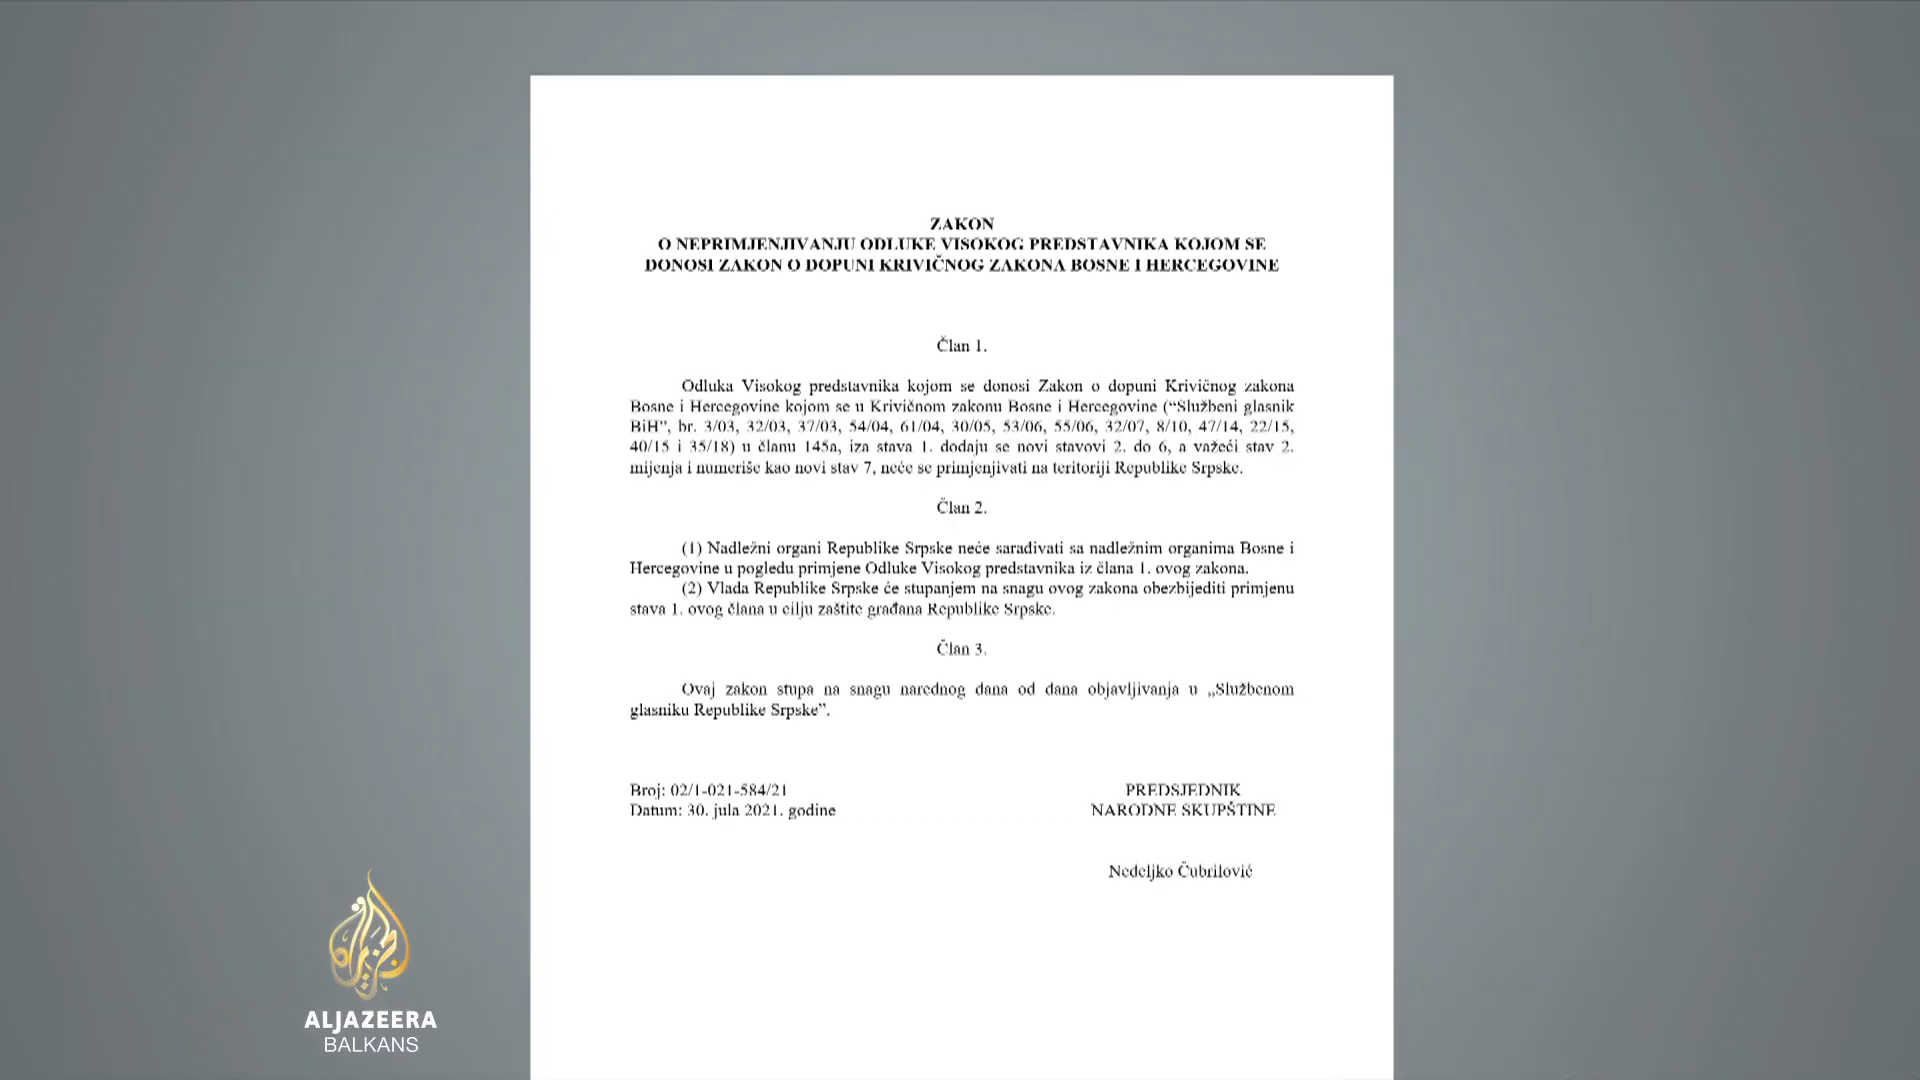 ZAKON
O NEPRIMJENJIVANJU ODLUKE VISOKOG PREDSTAVNIKA KOJOM SE
DONOSI ZAKON O DOPUNI KRIVIČNOG ZAKONA BOSNE I HERCEGOVINE
Član 1.
Odluka Visokog predstavnika kojom se donosi Zakon o dopuni Krivičnog zakona
Bosne i Hercegovine kojom se u Krivičnom zakonu Bosne i Hercegovine (“Službeni glasnik
BiH”, br. 3/03, 32/03, 37/03, 54/04, 61/04, 30/05, 53/06, 55/06, 32/07, 8/10, 47/14, 22/15,
40/15 i 35/18) u članu 145a, iza stava 1. dodaju se novi stavovi 2. do 6, a važeći stav 2.
mijenja i numeriše kao novi stav 7, neće se primjenjivati na teritoriji Republike Srpske.
Član 2.
(1) Nadležni organi Republike Srpske neće sarađivati sa nadležnim organima Bosne i
Hercegovine u pogledu primjene Odluke Visokog predstavnika iz člana 1. ovog zakona.
(2) Vlada Republike Srpske će stupanjem na snagu ovog zakona obezbijediti primjenu
stava 1. ovog člana u cilju zaštite građana Republike Srpske.
Član 3.
Ovaj zakon stupa na snagu narednog dana od dana objavljivanja u „Službenom
glasniku Republike Srpske”.
Broj: 02/1-021-584/21
Datum: 30. jula 2021. godine
PREDSJEDNIK
NARODNE SKUPŠTINE
Nedeljko Čubrilović
ALJAZEERA
BALKANS